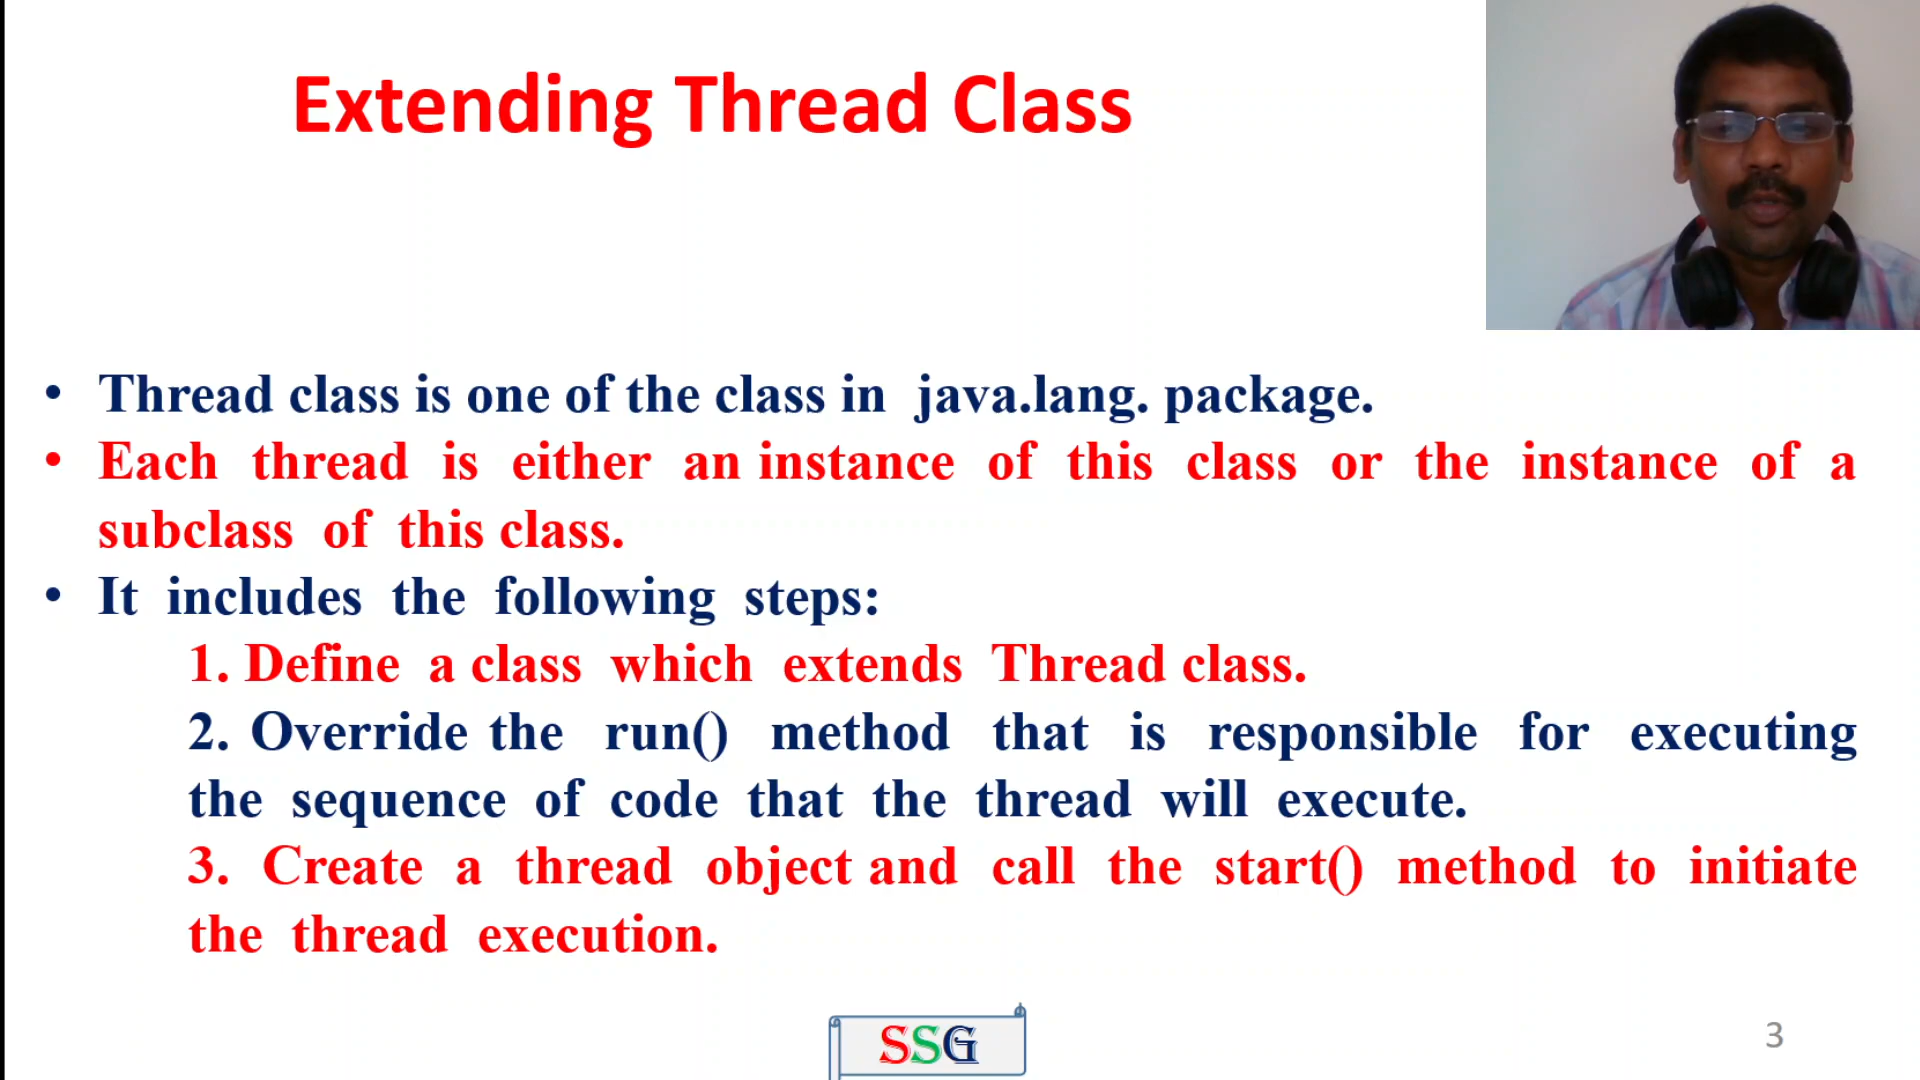 Extending Thread Class
• Thread class is one of the class in java.lang. package.
• Each thread is either an instance of this class or the instance of a
subclass of this class.
• It includes the following steps:
1. Define a class which extends Thread class.
2. Override the run() method that is responsible for executing
the sequence of code that the thread will execute.
3. Create a thread object and call the start() method to initiate
the thread execution.
SSG
3